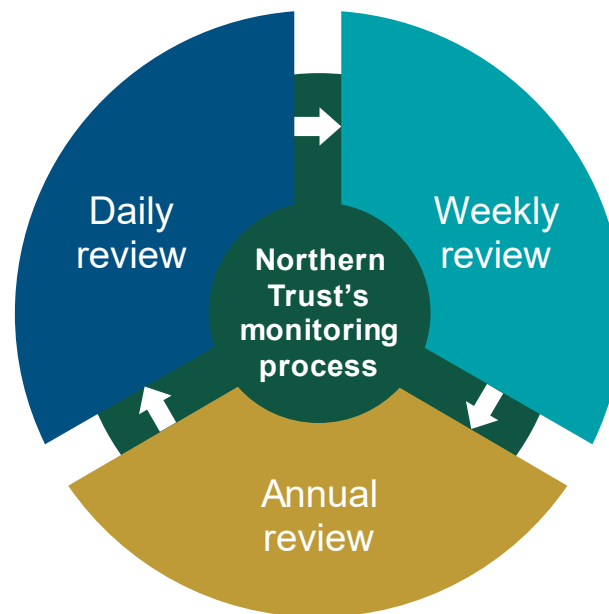 Daily
review
Weekly
review
Northern
Trust's
monitoring
process
Annual
review